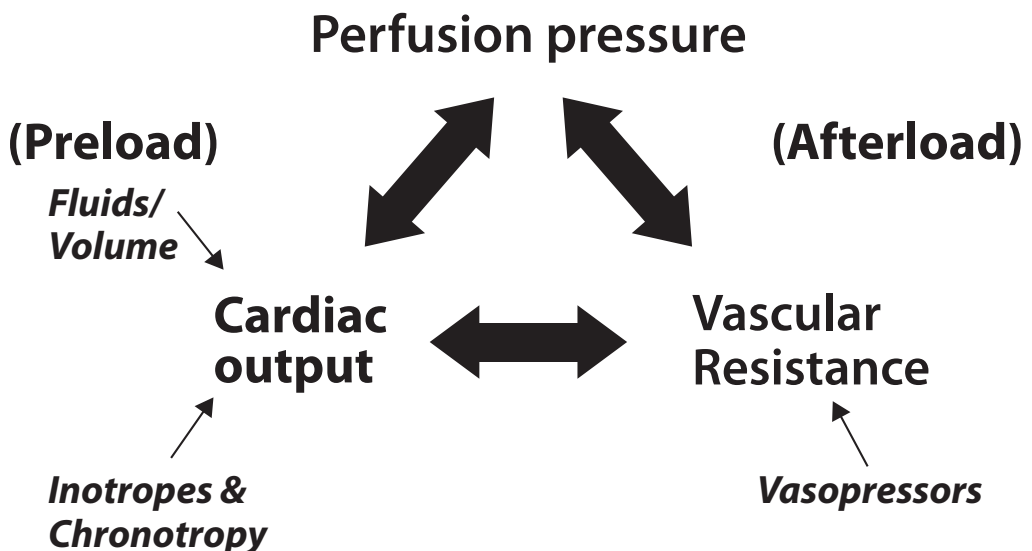 Perfusion pressure
(Preload)
(Afterload)
Fluids/
Volume
Cardiac
output
Vascular
Resistance
Inotropes &
Chronotropy
Vasopressors